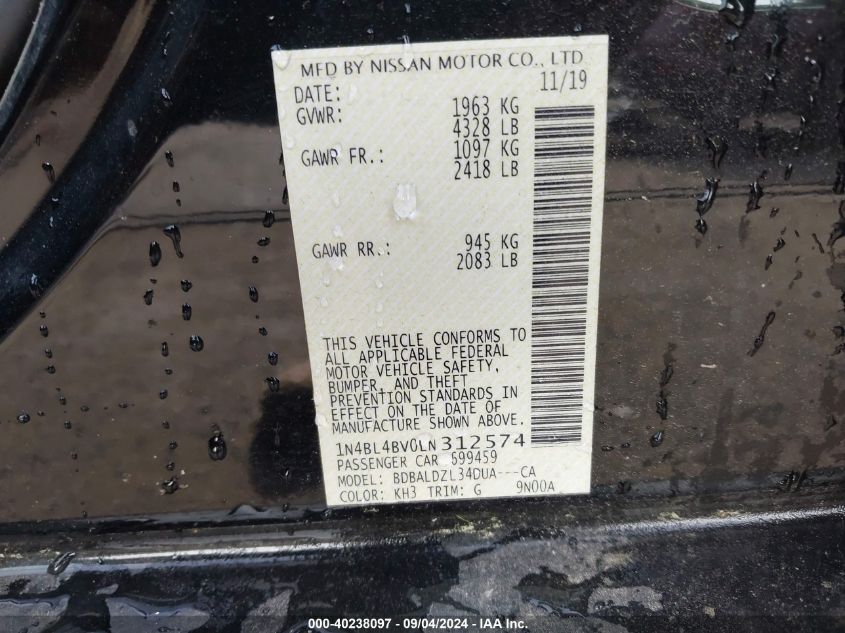 MFD BY NISSAN MOTOR CO., LTD
DATE: 11/19
GVWR: 1963 KG
4328 LB
GAWR FR.: 1097 KG
2418 LB
GAWR RR.: 945 KG
2083 LB
THIS VEHICLE CONFORMS TO
ALL APPLICABLE FEDERAL
MOTOR VEHICLE SAFETY,
BUMPER, AND THEFT
PREVENTION STANDARDS IN
EFFECT ON THE DATE OF
MANUFACTURE SHOWN ABOVE.
1N4BL4BV0LN312574
PASSENGER CAR 699459
MODEL: BDBALDZL34DUA---CA
COLOR: KH3 TRIM: G 9N00A
000-40238097 - 09/04/2024 - IAA Inc.